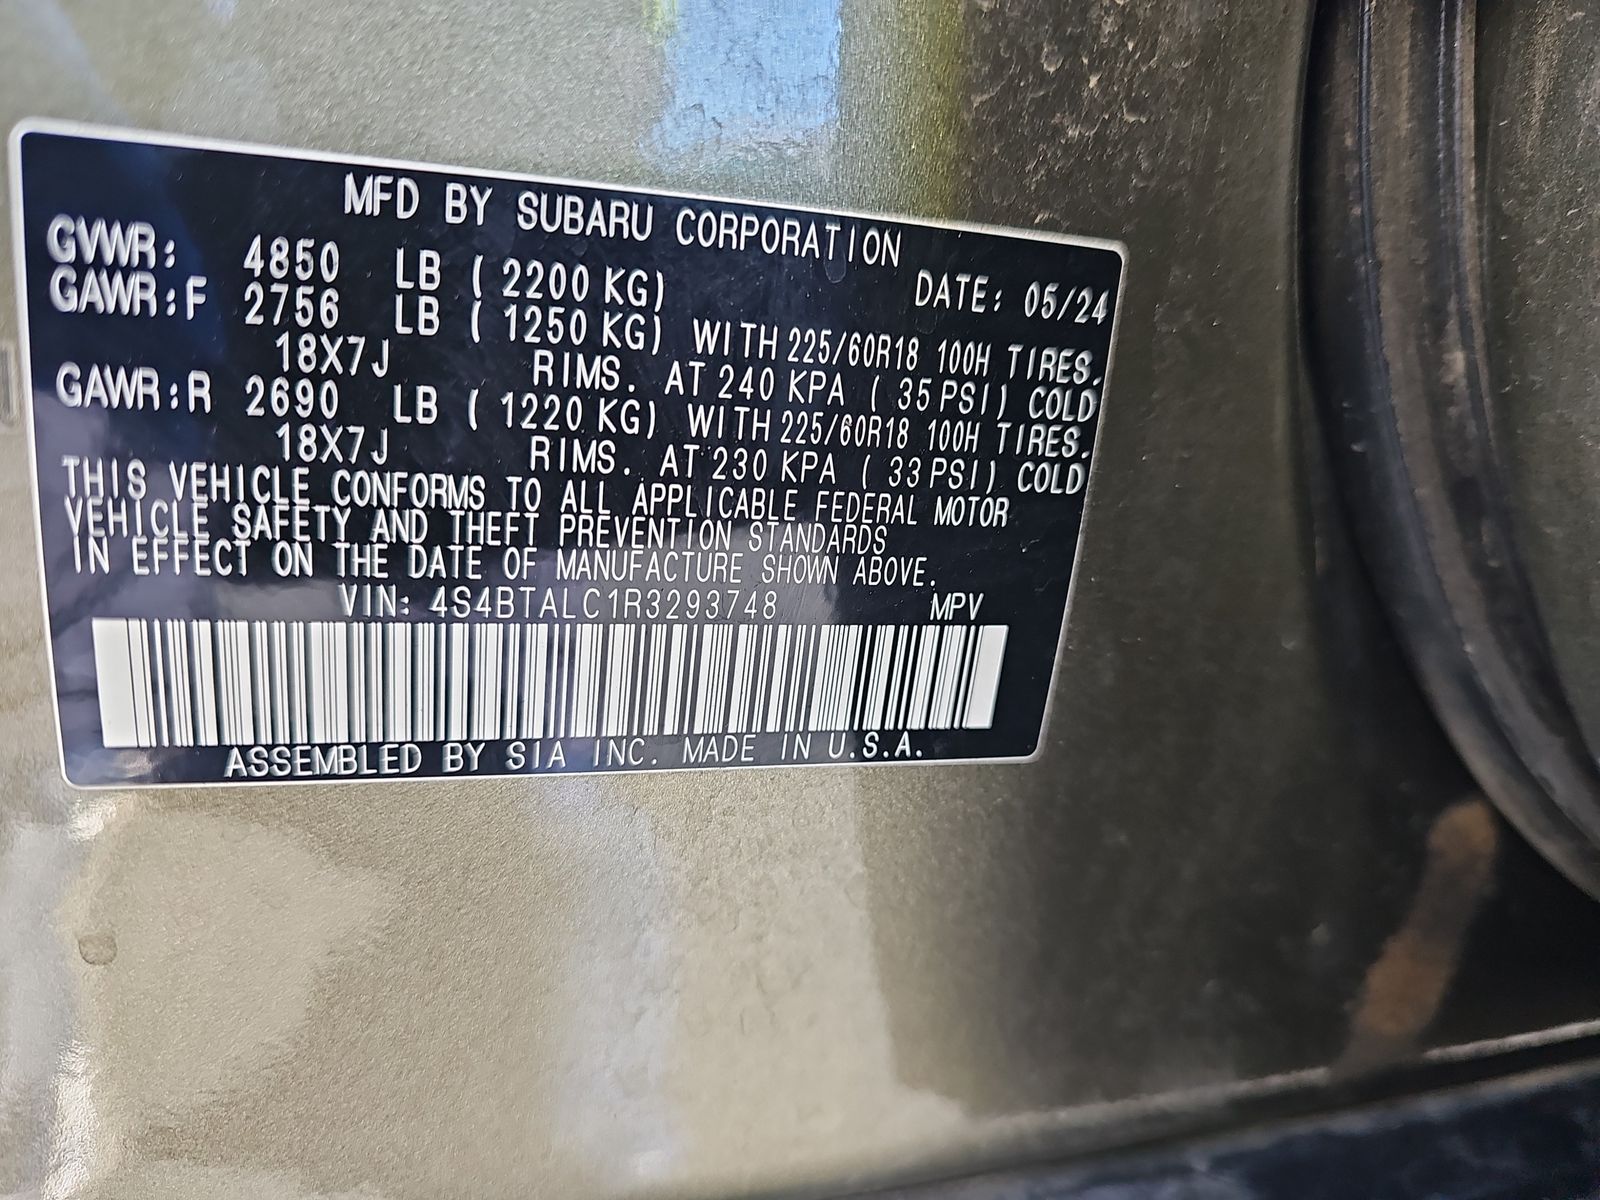 MFD BY SUBARU CORPORATION
GVWR: 4850 LB ( 2200 KG) DATE: 05/24
GAWR:F 2756 LB ( 1250 KG) WITH 225/60R18 100H TIRES.
18X7J RIMS. AT 240 KPA ( 35 PSI) COLD
GAWR:R 2690 LB ( 1220 KG) WITH 225/60R18 100H TIRES.
18X7J RIMS. AT 230 KPA ( 33 PSI) COLD
THIS VEHICLE CONFORMS TO ALL APPLICABLE FEDERAL MOTOR
VEHICLE SAFETY AND THEFT PREVENTION STANDARDS
IN EFFECT ON THE DATE OF MANUFACTURE SHOWN ABOVE.
VIN: 4S4BTALC1R3293748 MPV
ASSEMBLED BY SIA INC. MADE IN U.S.A.